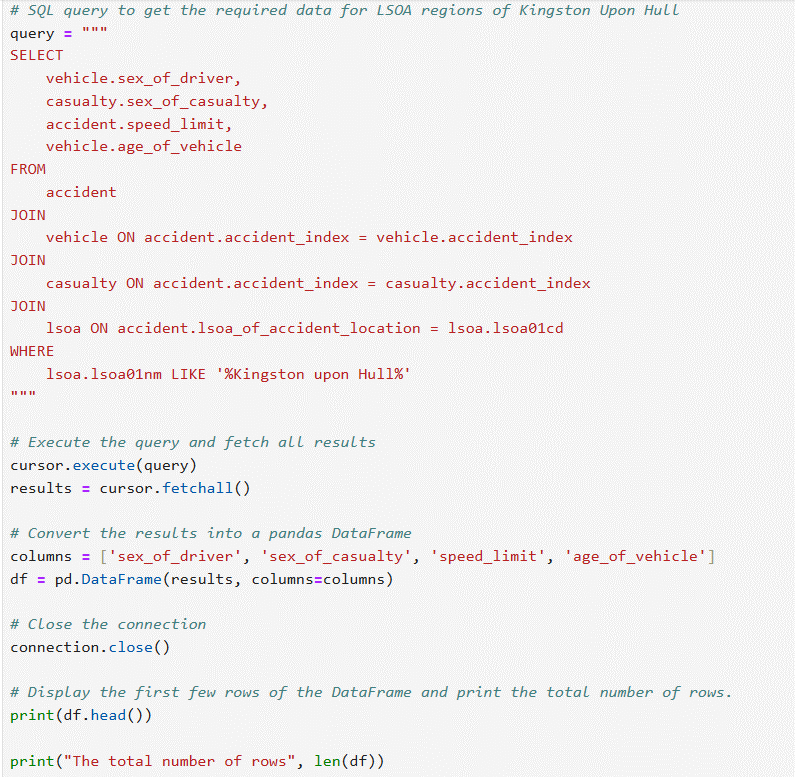 # SQL query to get the required data for LSOA regions of Kingston Upon Hull
query = """
SELECT
    vehicle.sex_of_driver,
    casualty.sex_of_casualty,
    accident.speed_limit,
    vehicle.age_of_vehicle
FROM
    accident
JOIN
    vehicle ON accident.accident_index = vehicle.accident_index
JOIN
    casualty ON accident.accident_index = casualty.accident_index
JOIN
    lsoa ON accident.lsoa_of_accident_location = lsoa.lsoa01cd
WHERE
    lsoa.lsoa01nm LIKE '%Kingston upon Hull%'
"""

# Execute the query and fetch all results
cursor.execute(query)
results = cursor.fetchall()

# Convert the results into a pandas DataFrame
columns = ['sex_of_driver', 'sex_of_casualty', 'speed_limit', 'age_of_vehicle']
df = pd.DataFrame(results, columns=columns)

# Close the connection
connection.close()

# Display the first few rows of the DataFrame and print the total number of rows.
print(df.head())

print("The total number of rows", len(df))